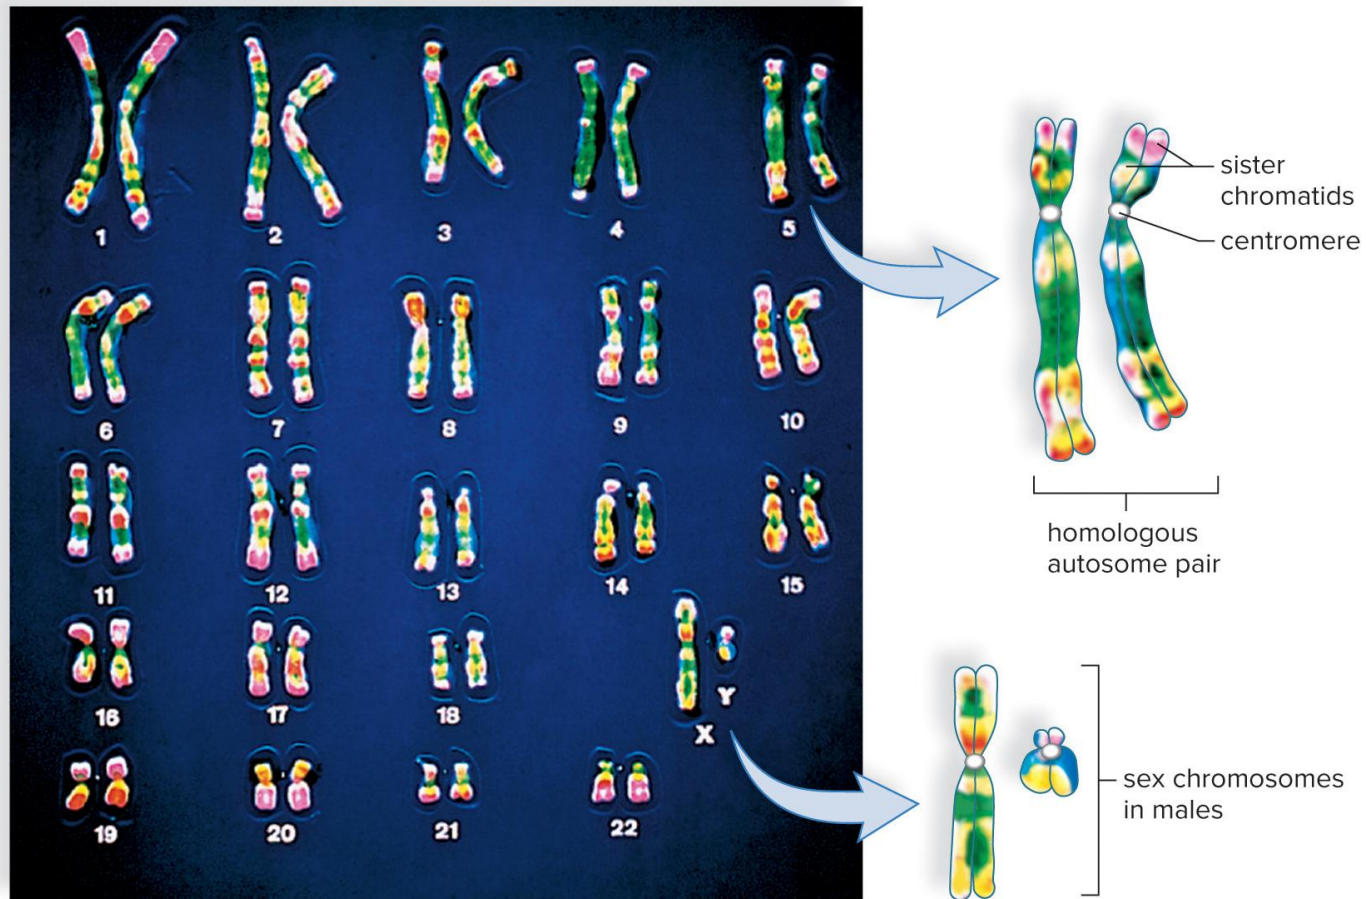 1
2
3
4
5
sister
chromatids
centromere
6
7
8
9
10
homologous
autosome pair
11
12
13
14
15
16
17
18
X
Y
sex chromosomes
in males
19
20
21
22